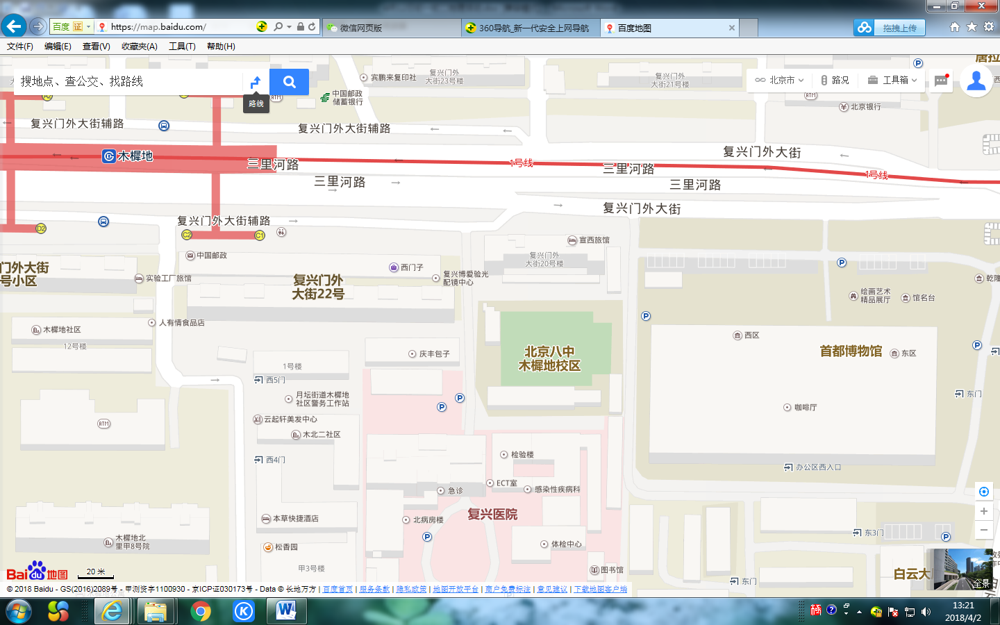 百度 证
https://map.baidu.com/
微信网页版
360导航_新一代安全上网导航
百度地图
拖拽上传
文件(F) 编辑(E) 查看(V) 收藏夹(A) 工具(T) 帮助(H)
搜地点、查公交、找路线
路线
宾鹏来复印社
复兴门外
大街23号楼
中国邮政
储蓄银行
复兴门外
大街21号楼
北京市
路况
工具箱
北京银行
ATM
ATM
复兴门外大街辅路
复兴门外大街辅路
木樨地
三里河路
1号线
三里河路
复兴门外大街
1号线
三里河路
三里河路
复兴门外大街
复兴门外大街辅路
D2
C2
C1
中国邮政
西门子
宣西旅馆
复兴门外
大街20号楼
门外大街
号小区
实验工厂旅馆
复兴门外
大街22号
复兴博爱验光
配镜中心
绘画艺术
精品展厅
馆名台
乾隆
木樨地社区
人有情食品店
12号楼
庆丰包子
北京八中
木樨地校区
西区
首都博物馆
东区
1号楼
西5门
月坛街道木樨地
社区警务工作站
东门
咖啡厅
云起轩美发中心
木北二社区
ATM
西4门
检验楼
ECT室
感染性疾病科
急诊
办公区西入口
复兴医院
本草快捷酒店
北病房楼
木樨地北
里甲8号院
松香园
体检中心
东3门
甲3号楼
图书馆
东门
白云大
全景
Bai du 地图
20 米
© 2018 Baidu - GS(2016)2089号 - 甲测资字1100930 - 京ICP证030173号 - Data © 长地万方 | 百度首页 | 服务条款 | 隐私政策 | 地图开放平台 | 商户免费标注 | 意见建议 | 下载地图客户端
13:21
2018/4/2